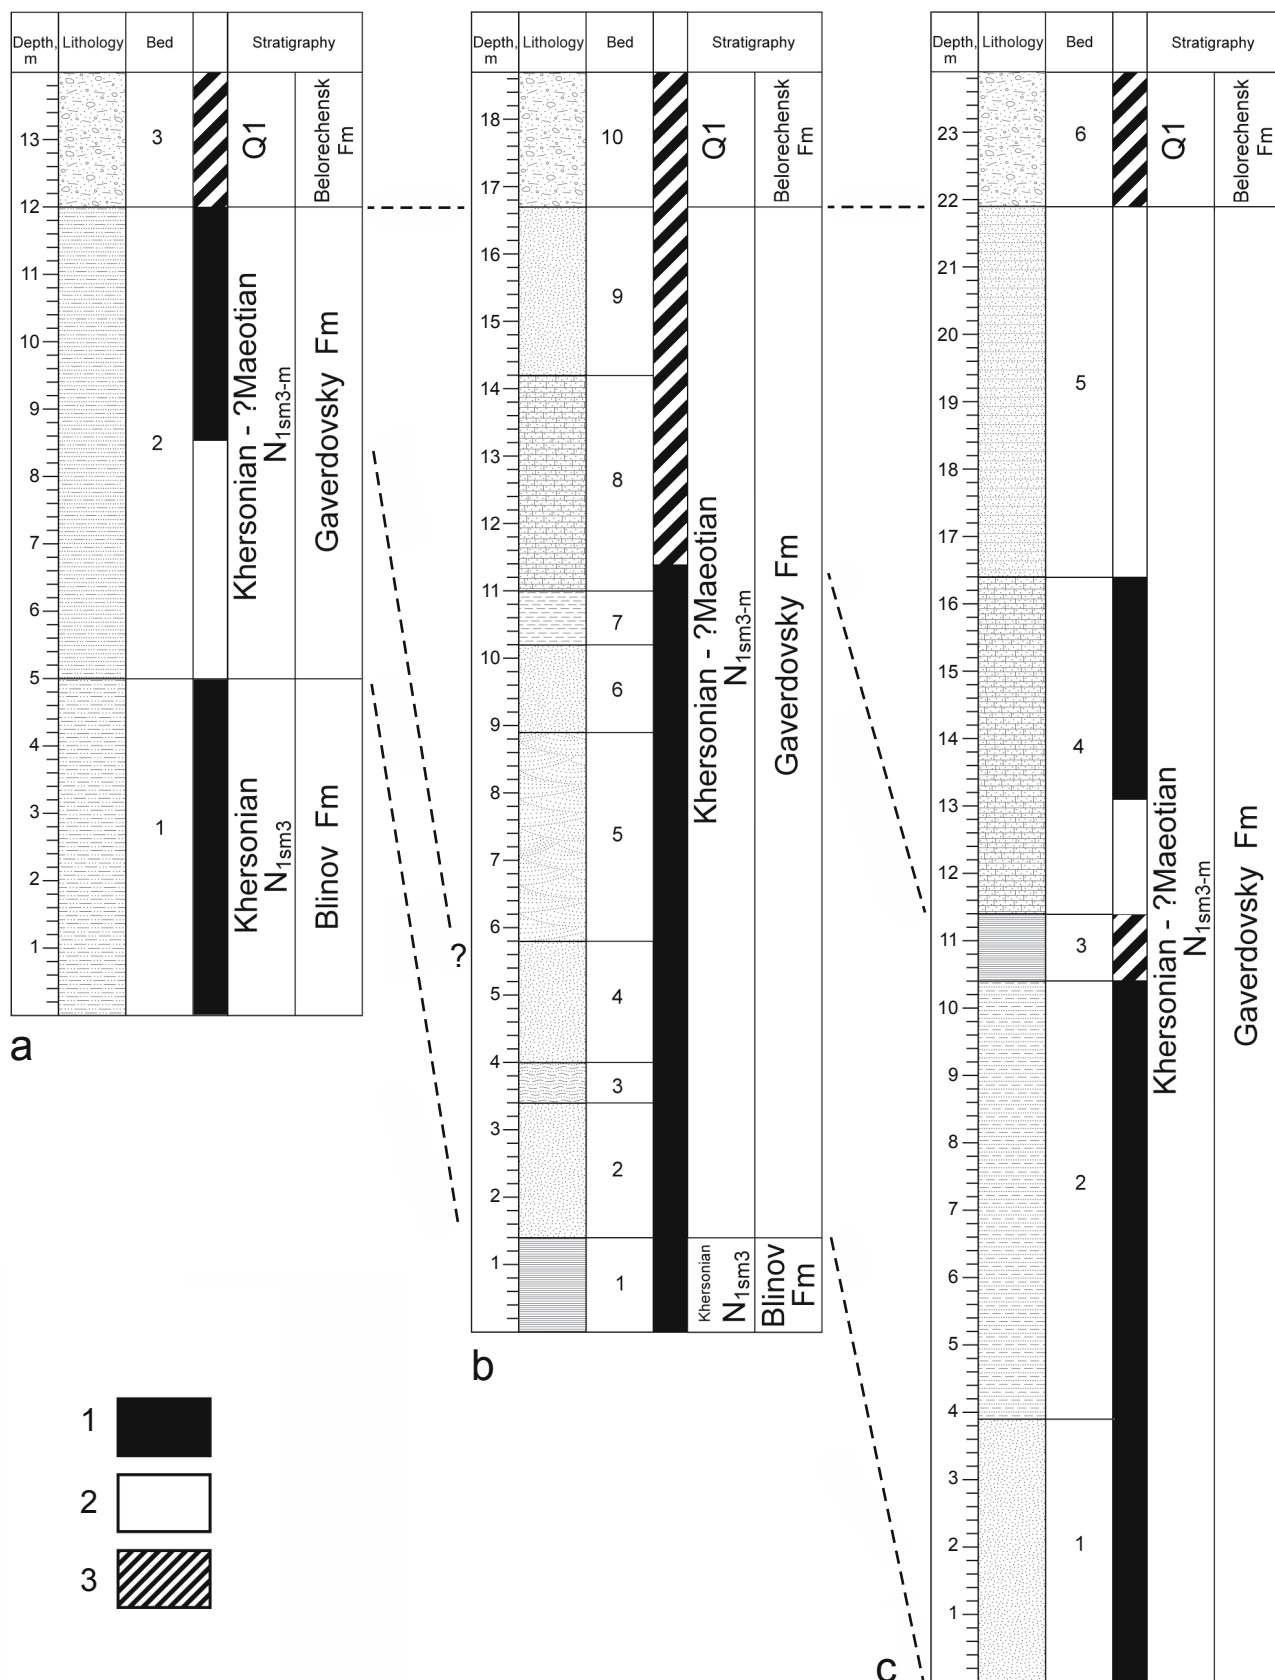 Depth, m
Lithology
Bed
Stratigraphy
13
12
11
10
9
8
7
6
5
4
3
2
1
3
2
1
Q1
Belorechensk Fm
Khersonian - ?Maeotian
N1sm3-m
Gaverdovsky Fm
Khersonian
N1sm3
Blinov Fm
a
?
Depth, m
Lithology
Bed
Stratigraphy
18
17
16
15
14
13
12
11
10
9
8
7
6
5
4
3
2
1
10
9
8
7
6
5
4
3
2
1
Q1
Belorechensk Fm
Khersonian - ?Maeotian
N1sm3-m
Gaverdovsky Fm
Khersonian
N1sm3
Blinov Fm
b
Depth, m
Lithology
Bed
Stratigraphy
23
22
21
20
19
18
17
16
15
14
13
12
11
10
9
8
7
6
5
4
3
2
1
6
5
4
3
2
1
Q1
Belorechensk Fm
Khersonian - ?Maeotian
N1sm3-m
Gaverdovsky Fm
c
1
2
3